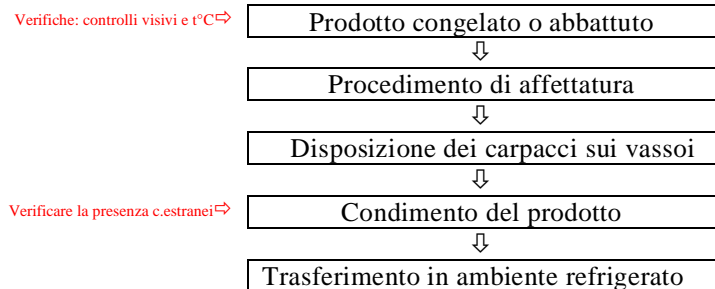 Verifiche: controlli visivi e t°C⇨ Prodotto congelato o abbattuto
⇩
Procedimento di affettatura
⇩
Disposizione dei carpacci sui vassoi
⇩
Verificare la presenza c.estranei⇨ Condimento del prodotto
⇩
Trasferimento in ambiente refrigerato